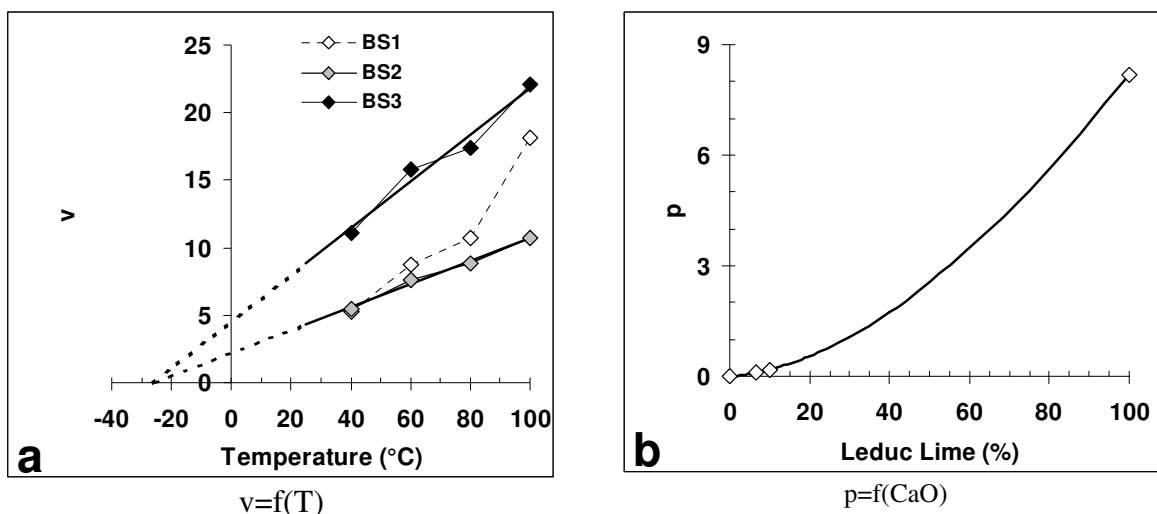 25
20
15
10
5
0
v
BS1
BS2
BS3
-40 -20 0 20 40 60 80 100
Temperature (°C)
a
v=f(T)
9
6
3
0
p
0 20 40 60 80 100
Leduc Lime (%)
b
p=f(CaO)